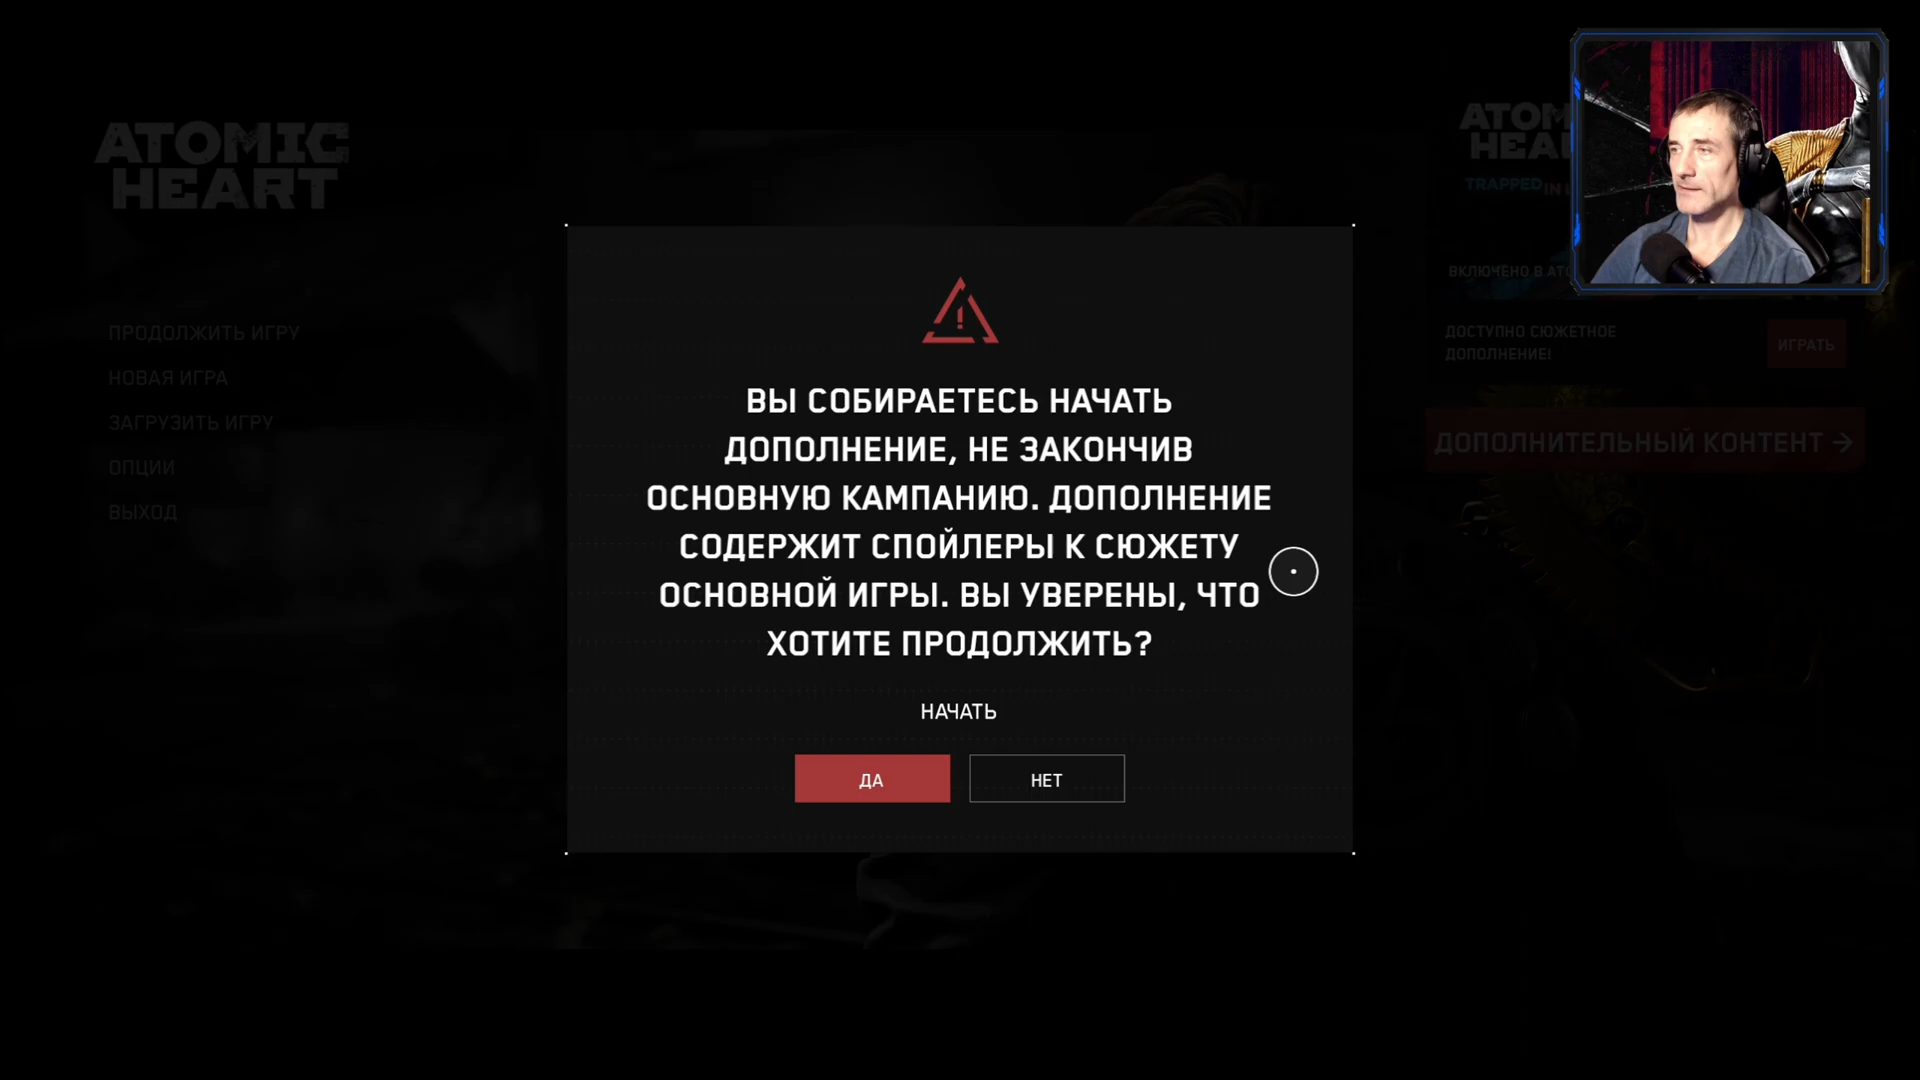 ATOMIC
HEART
ПРОДОЛЖИТЬ ИГРУ
НОВАЯ ИГРА
ЗАГРУЗИТЬ ИГРУ
ОПЦИИ
ВЫХОД
ВЫ СОБИРАЕТЕСЬ НАЧАТЬ
ДОПОЛНЕНИЕ, НЕ ЗАКОНЧИВ
ОСНОВНУЮ КАМПАНИЮ. ДОПОЛНЕНИЕ
СОДЕРЖИТ СПОЙЛЕРЫ К СЮЖЕТУ
ОСНОВНОЙ ИГРЫ. ВЫ УВЕРЕНЫ, ЧТО
ХОТИТЕ ПРОДОЛЖИТЬ?
НАЧАТЬ
ДА
НЕТ
TRAPPED IN
ВКЛЮЧЕНО В
ДОСТУПНО СЮЖЕТНОЕ
ДОПОЛНЕНИЕ!
ИГРАТЬ
ДОПОЛНИТЕЛЬНЫЙ КОНТЕНТ →